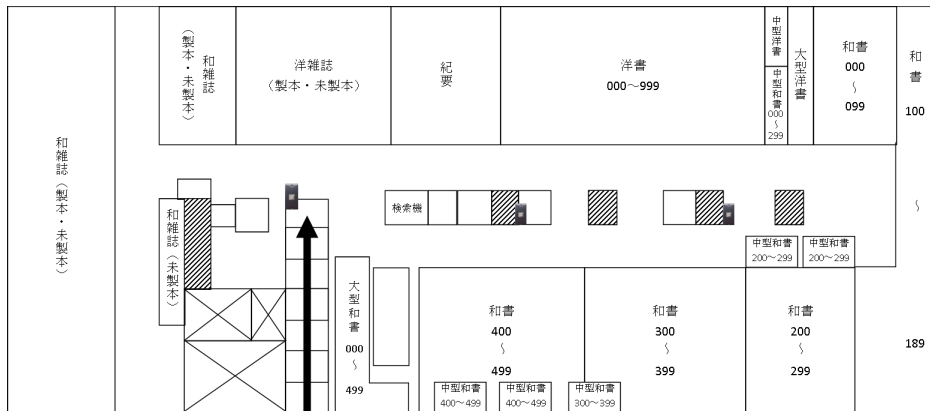 和雑誌（製本・未製本）
和雑誌
（製本・未製本）
洋雑誌
（製本・未製本）
紀要
洋書
000～999
中型洋書
中型和書
000
～
299
大型洋書
和書
000
～
099
和書
100
～
189
和雑誌（未製本）
検索機
中型和書
200～299
中型和書
200～299
大型和書
000
～
499
和書
400
～
499
和書
300
～
399
和書
200
～
299
中型和書
400～499
中型和書
400～499
中型和書
300～399